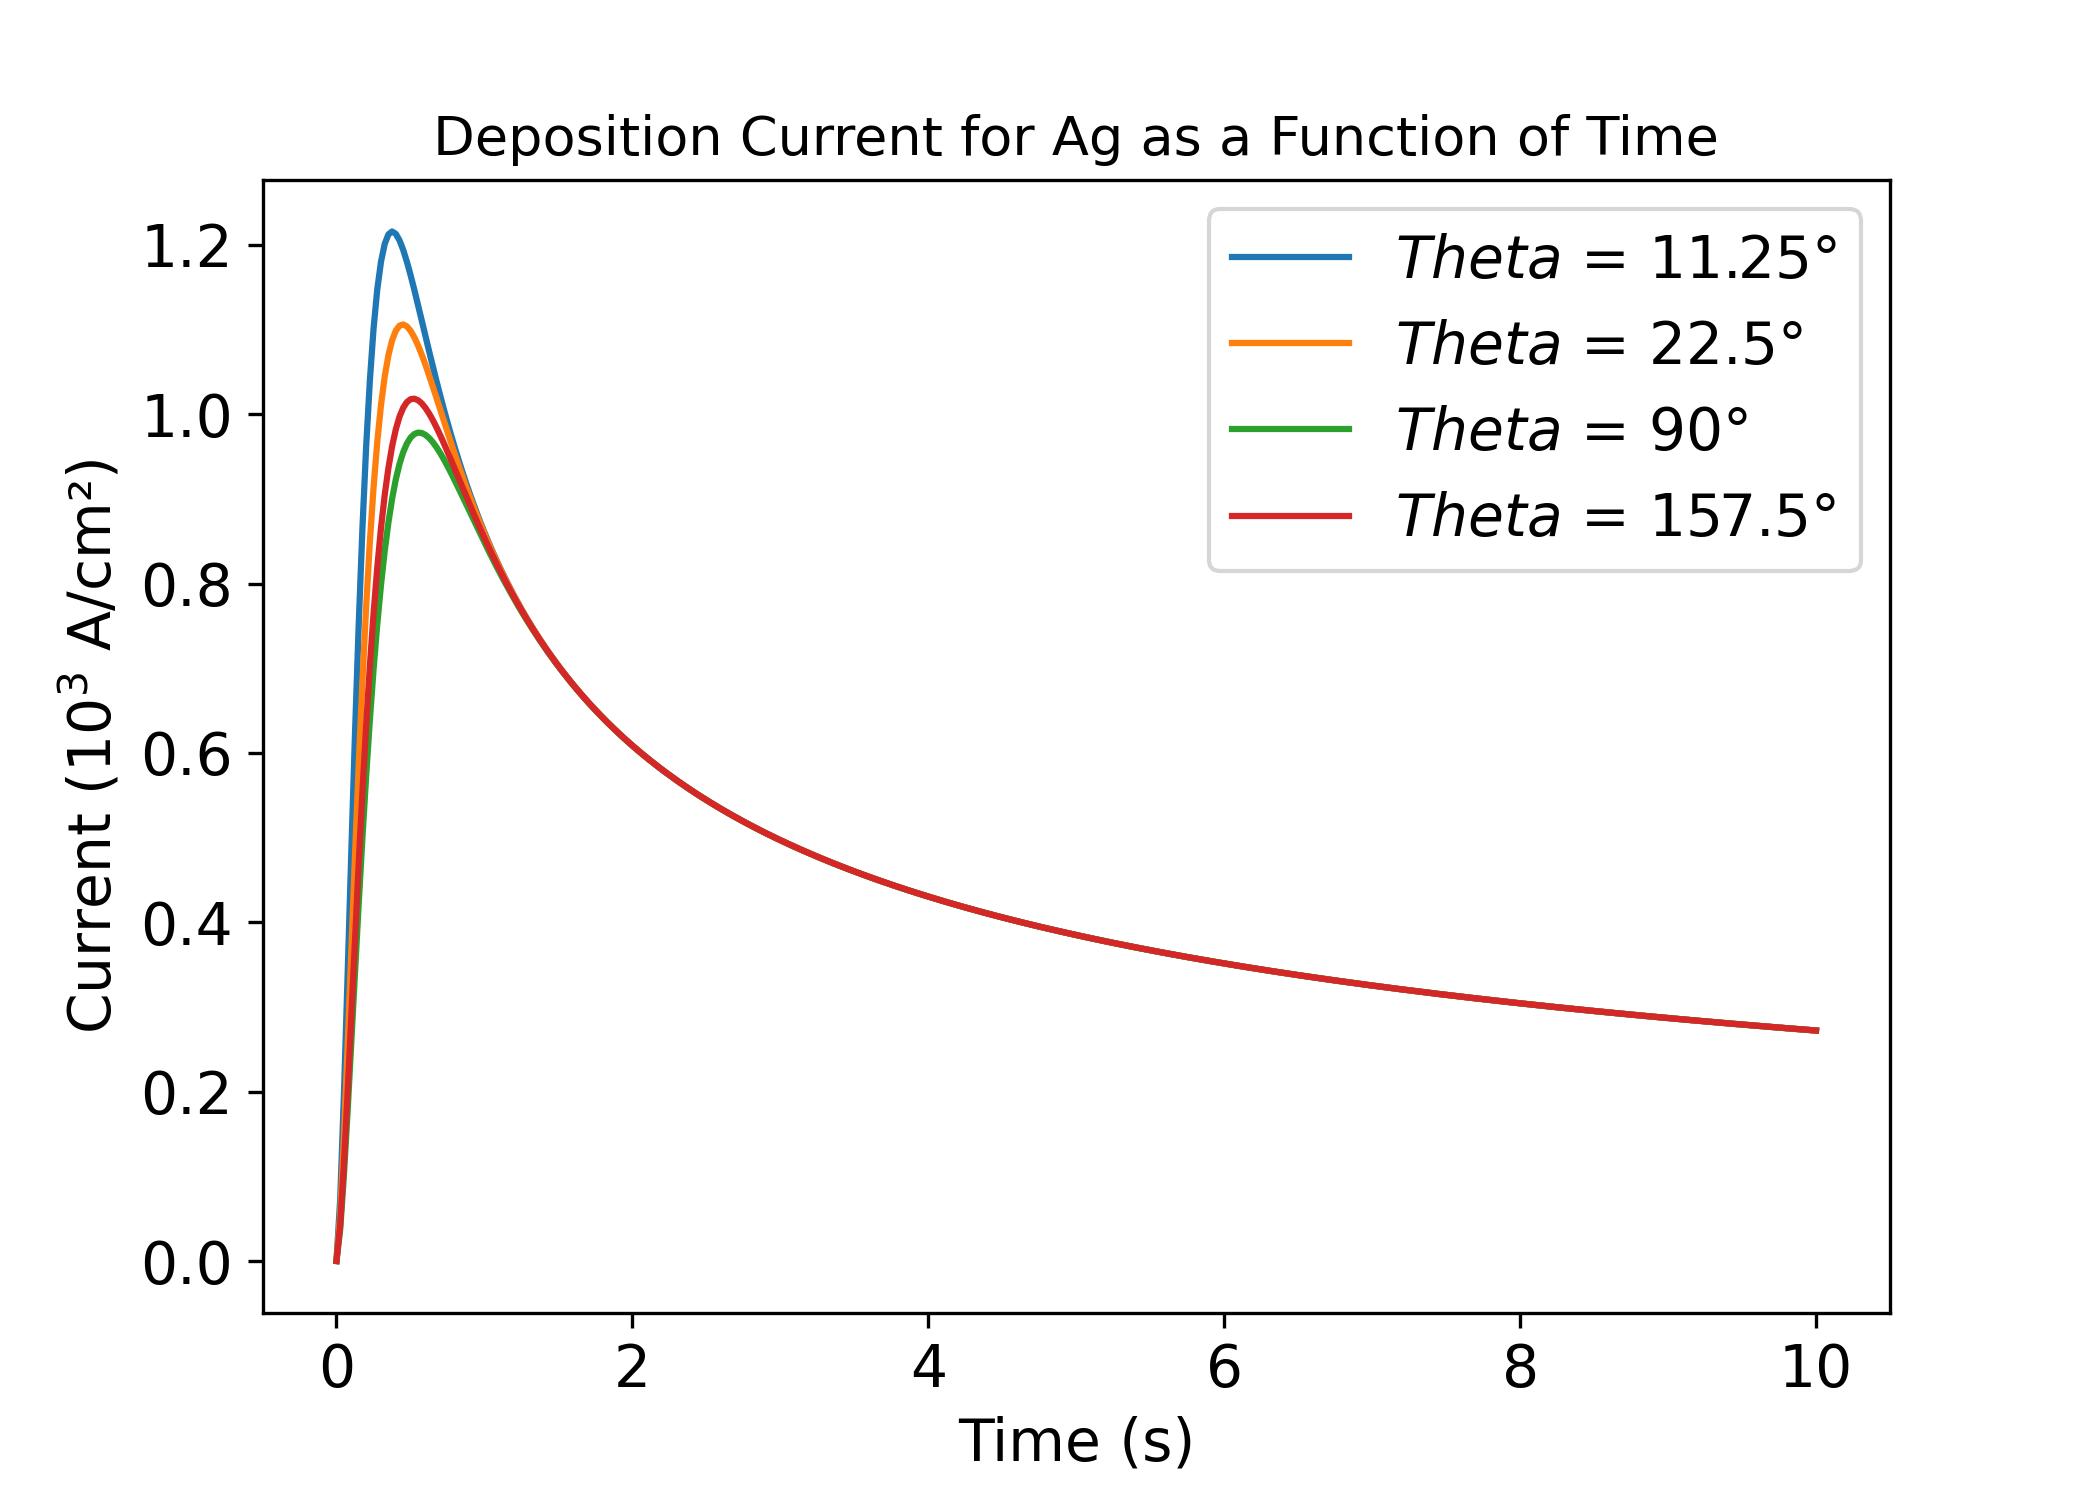 Deposition Current for Ag as a Function of Time
Current (10³ A/cm²)
1.2
1.0
0.8
0.6
0.4
0.2
0.0
Theta = 11.25°
Theta = 22.5°
Theta = 90°
Theta = 157.5°
0 2 4 6 8 10
Time (s)